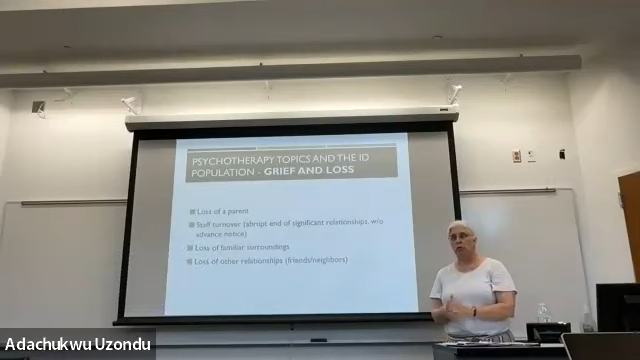 PSYCHOTHERAPY TOPICS AND THE ID
POPULATION - GRIEF AND LOSS
Loss of a parent
Staff turnover (abrupt end of significant relationships, w/o
advance notice)
Loss of familiar surroundings
Loss of other relationships (friends/neighbors)
Adachukwu Uzondu